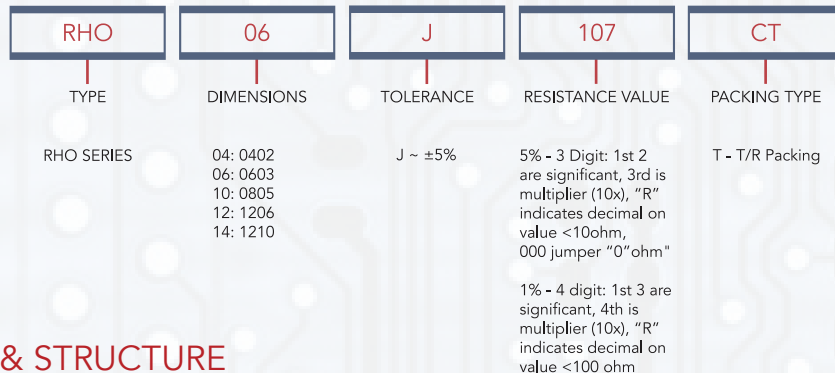 RHO 06 J 107 CT
TYPE DIMENSIONS TOLERANCE RESISTANCE VALUE PACKING TYPE
RHO SERIES
04: 0402
06: 0603
10: 0805
12: 1206
14: 1210
J ~ ±5%
5% - 3 Digit: 1st 2
are significant, 3rd is
multiplier (10x), “R”
indicates decimal on
value <10ohm,
000 jumper “0”ohm"
1% - 4 digit: 1st 3 are
significant, 4th is
multiplier (10x), “R”
indicates decimal on
value <100 ohm
T - T/R Packing
& STRUCTURE